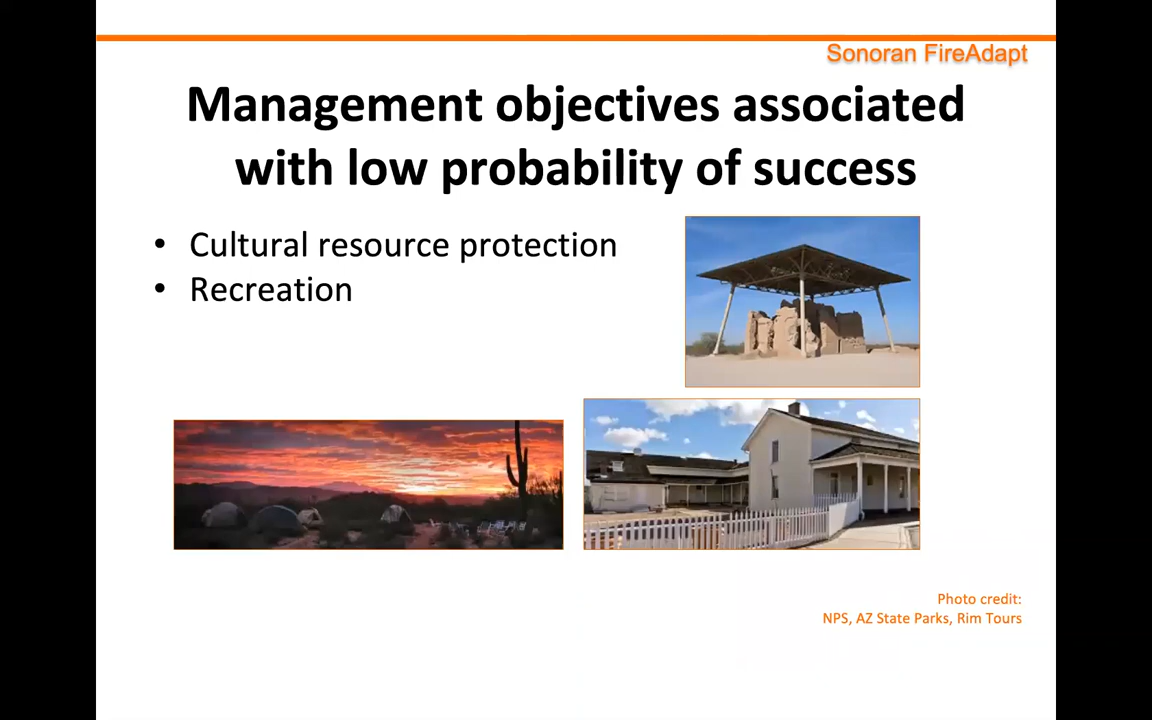 Sonoran FireAdapt
Management objectives associated
with low probability of success
• Cultural resource protection
• Recreation
Photo credit:
NPS, AZ State Parks, Rim Tours